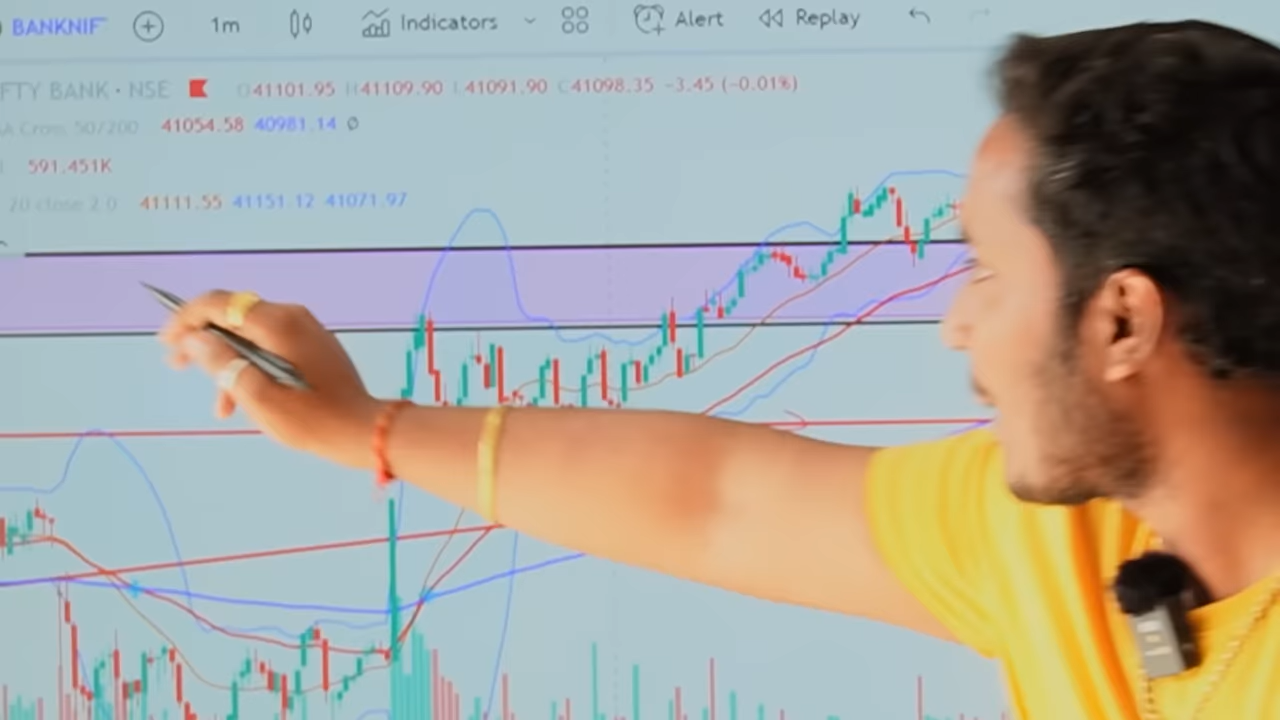 BANKNIF 1m Indicators Alert Replay
FTY BANK · NSE O41101.95 H41109.90 L41091.90 C41098.35 -3.45 (-0.01%)
A Cross 50/200 41054.58 40981.14 ∅
591.451K
20 close 2.0 41111.55 41151.12 41071.97